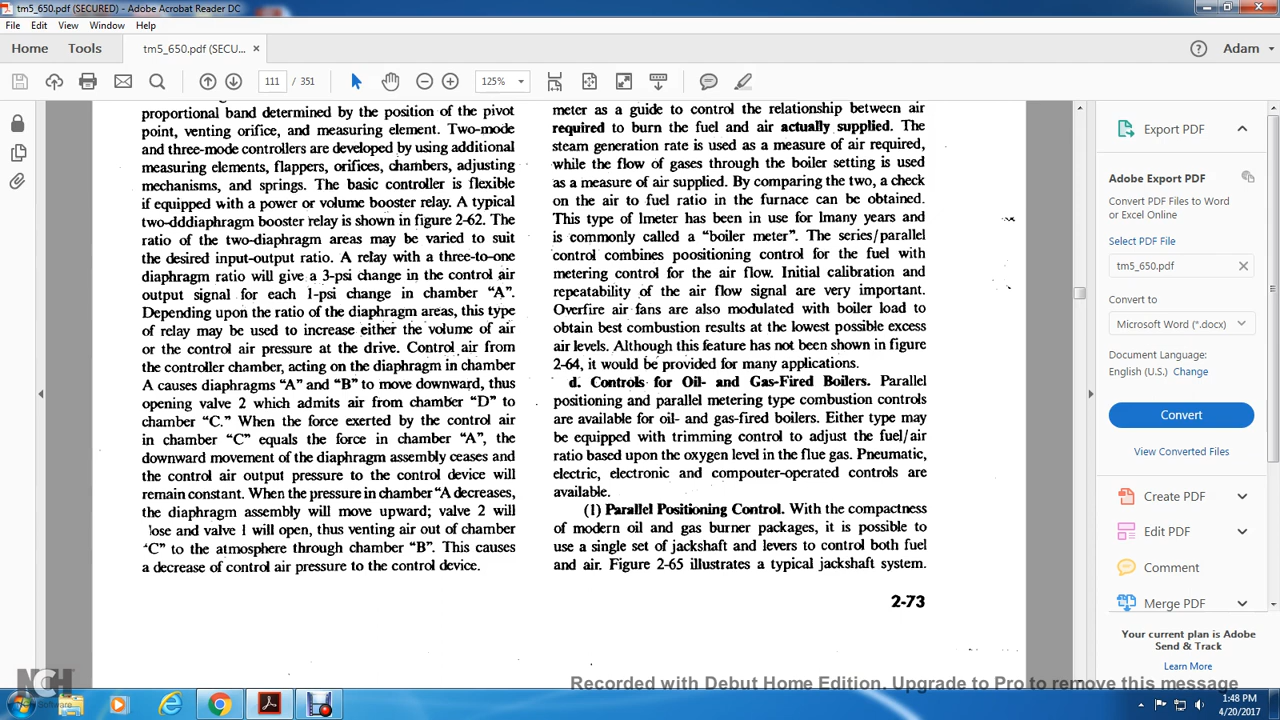 tm5_650.pdf (SECURED) - Adobe Acrobat Reader DC
File Edit View Window Help
Home Tools tm5_650.pdf (SECU... ×
Adam
111 / 351
125%
proportional band determined by the position of the pivot
point, venting orifice, and measuring element. Two-mode
and three-mode controllers are developed by using additional
measuring elements, flappers, orifices, chambers, adjusting
mechanisms, and springs. The basic controller is flexible
if equipped with a power or volume booster relay. A typical
two-dddiaphragm booster relay is shown in figure 2-62. The
ratio of the two-diaphragm areas may be varied to suit
the desired input-output ratio. A relay with a three-to-one
diaphragm ratio will give a 3-psi change in the control air
output signal for each 1-psi change in chamber “A”.
Depending upon the ratio of the diaphragm areas, this type
of relay may be used to increase either the volume of air
or the control air pressure at the drive. Control air from
the controller chamber, acting on the diaphragm in chamber
A causes diaphragms “A” and “B” to move downward, thus
opening valve 2 which admits air from chamber “D” to
chamber “C.” When the force exerted by the control air
in chamber “C” equals the force in chamber “A”, the
downward movement of the diaphragm assembly ceases and
the control air output pressure to the control device will
remain constant. When the pressure in chamber “A decreases,
the diaphragm assembly will move upward; valve 2 will
lose and valve 1 will open, thus venting air out of chamber
“C” to the atmosphere through chamber “B”. This causes
a decrease of control air pressure to the control device.
meter as a guide to control the relationship between air
required to burn the fuel and air actually supplied. The
steam generation rate is used as a measure of air required,
while the flow of gases through the boiler setting is used
as a measure of air supplied. By comparing the two, a check
on the air to fuel ratio in the furnace can be obtained.
This type of lmeter has been in use for lmany years and
is commonly called a “boiler meter”. The series/parallel
control combines poositioning control for the fuel with
metering control for the air flow. Initial calibration and
repeatability of the air flow signal are very important.
Overfire air fans are also modulated with boiler load to
obtain best combustion results at the lowest possible excess
air levels. Although this feature has not been shown in figure
2-64, it would be provided for many applications.
d. Controls for Oil- and Gas-Fired Boilers. Parallel
positioning and parallel metering type combustion controls
are available for oil- and gas-fired boilers. Either type may
be equipped with trimming control to adjust the fuel/air
ratio based upon the oxygen level in the flue gas. Pneumatic,
electric, electronic and compouter-operated controls are
available.
(1) Parallel Positioning Control. With the compactness
of modern oil and gas burner packages, it is possible to
use a single set of jackshaft and levers to control both fuel
and air. Figure 2-65 illustrates a typical jackshaft system.
2-73
Export PDF
Adobe Export PDF
Convert PDF Files to Word
or Excel Online
Select PDF File
tm5_650.pdf
Convert to
Microsoft Word (*.docx)
Document Language:
English (U.S.) Change
Convert
View Converted Files
Create PDF
Edit PDF
Comment
Merge PDF
Your current plan is Adobe
Send & Track
Learn More
NCH
Software
Recorded with Debut Home Edition. Upgrade to Pro to remove this message
1:48 PM
4/20/2017